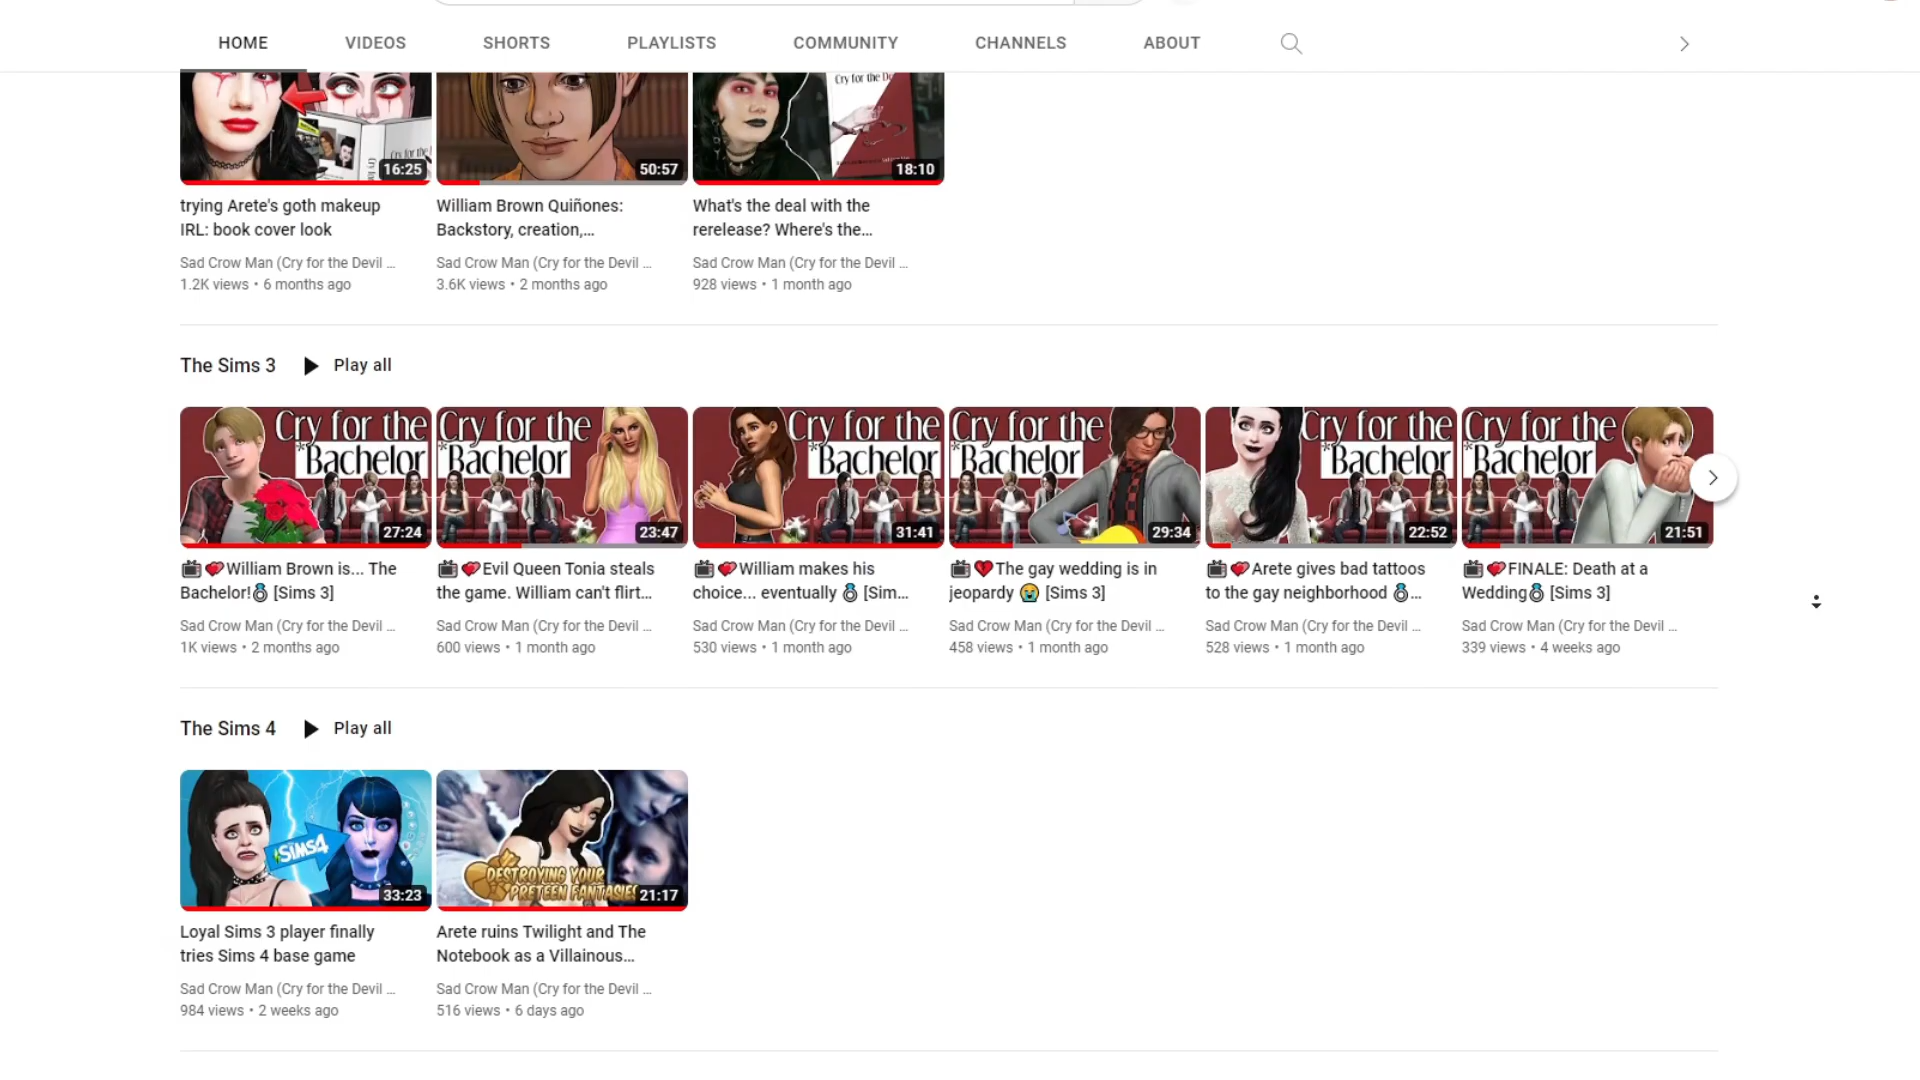 HOME VIDEOS SHORTS PLAYLISTS COMMUNITY CHANNELS ABOUT
Cry for the
16:25 50:57 18:10
trying Arete's goth makeup
IRL: book cover look
Sad Crow Man (Cry for the Devil ...
1.2K views • 6 months ago
William Brown Quiñones:
Backstory, creation,...
Sad Crow Man (Cry for the Devil ...
3.6K views • 2 months ago
What's the deal with the
rerelease? Where's the...
Sad Crow Man (Cry for the Devil ...
928 views • 1 month ago
The Sims 3 Play all
Cry for the
*Bachelor
27:24
📺💕William Brown is... The
Bachelor!💍 [Sims 3]
Sad Crow Man (Cry for the Devil ...
1K views • 2 months ago
Cry for the
*Bachelor
23:47
📺💕Evil Queen Tonia steals
the game. William can't flirt...
Sad Crow Man (Cry for the Devil ...
600 views • 1 month ago
Cry for the
*Bachelor
31:41
📺💕William makes his
choice... eventually 💍 [Sim...
Sad Crow Man (Cry for the Devil ...
530 views • 1 month ago
Cry for the
*Bachelor
29:34
📺💔The gay wedding is in
jeopardy 😭 [Sims 3]
Sad Crow Man (Cry for the Devil ...
458 views • 1 month ago
Cry for the
*Bachelor
22:52
📺💕Arete gives bad tattoos
to the gay neighborhood 💍...
Sad Crow Man (Cry for the Devil ...
528 views • 1 month ago
Cry for the
*Bachelor
21:51
📺💕FINALE: Death at a
Wedding💍 [Sims 3]
Sad Crow Man (Cry for the Devil ...
339 views • 4 weeks ago
The Sims 4 Play all
SIMS4
33:23
Loyal Sims 3 player finally
tries Sims 4 base game
Sad Crow Man (Cry for the Devil ...
984 views • 2 weeks ago
DESTROYING YOUR
PRETEEN FANTASIES
21:17
Arete ruins Twilight and The
Notebook as a Villainous...
Sad Crow Man (Cry for the Devil ...
516 views • 6 days ago